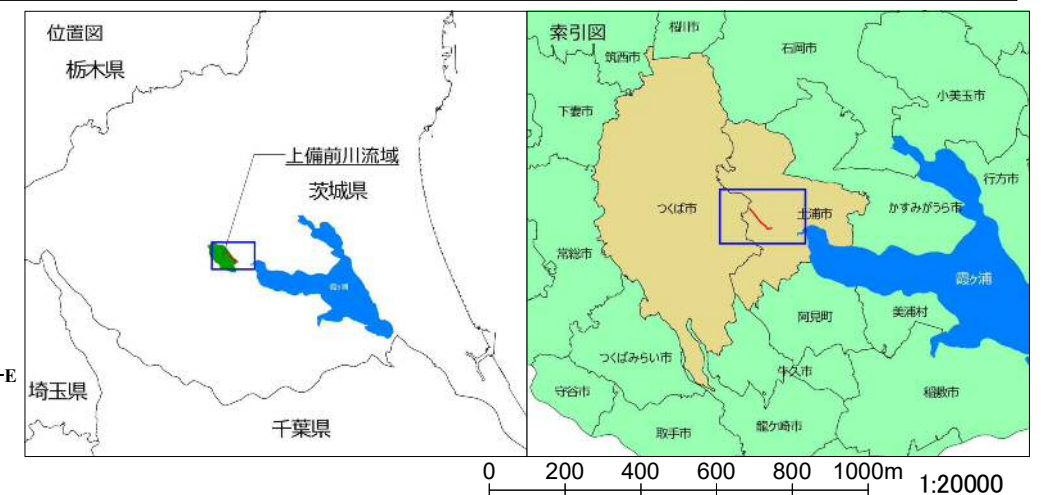 位置図
栃木県
上備前川流域
茨城県
霞ヶ浦
E
埼玉県
千葉県
索引図
桜川市
筑西市
石岡市
下妻市
小美玉市
行方市
つくば市
土浦市
かすみがうら市
常総市
霞ヶ浦
阿見町
美浦村
つくばみらい市
牛久市
守谷市
稲敷市
取手市
龍ケ崎市
0 200 400 600 800 1000m 1:20000